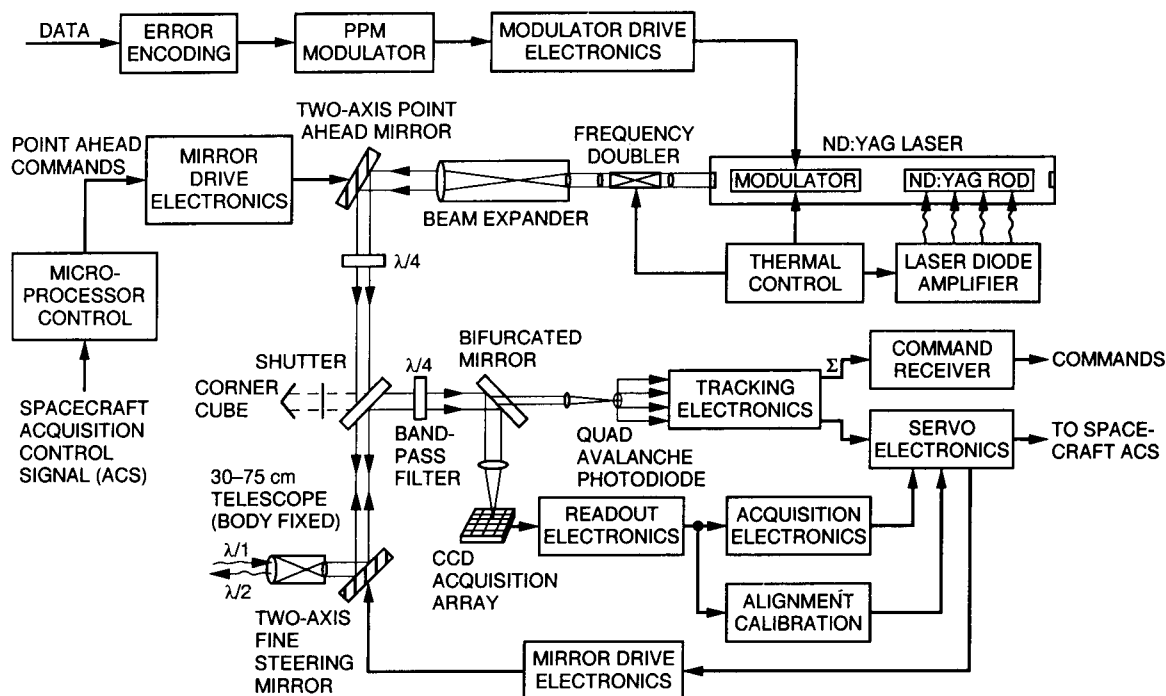 DATA
ERROR
ENCODING
PPM
MODULATOR
MODULATOR DRIVE
ELECTRONICS
TWO-AXIS POINT
AHEAD MIRROR
POINT AHEAD
COMMANDS
MIRROR
DRIVE
ELECTRONICS
FREQUENCY
DOUBLER
ND:YAG LASER
MODULATOR
ND:YAG ROD
BEAM EXPANDER
MICRO-
PROCESSOR
CONTROL
λ/4
THERMAL
CONTROL
LASER DIODE
AMPLIFIER
SHUTTER
CORNER
CUBE
λ/4
BIFURCATED
MIRROR
TRACKING
ELECTRONICS
Σ
COMMAND
RECEIVER
COMMANDS
SPACECRAFT
ACQUISITION
CONTROL
SIGNAL (ACS)
BAND-
PASS
FILTER
QUAD
AVALANCHE
PHOTODIODE
SERVO
ELECTRONICS
TO SPACE-
CRAFT ACS
30–75 cm
TELESCOPE
(BODY FIXED)
λ/1
λ/2
CCD
ACQUISITION
ARRAY
READOUT
ELECTRONICS
ACQUISITION
ELECTRONICS
ALIGNMENT
CALIBRATION
TWO-AXIS
FINE
STEERING
MIRROR
MIRROR DRIVE
ELECTRONICS